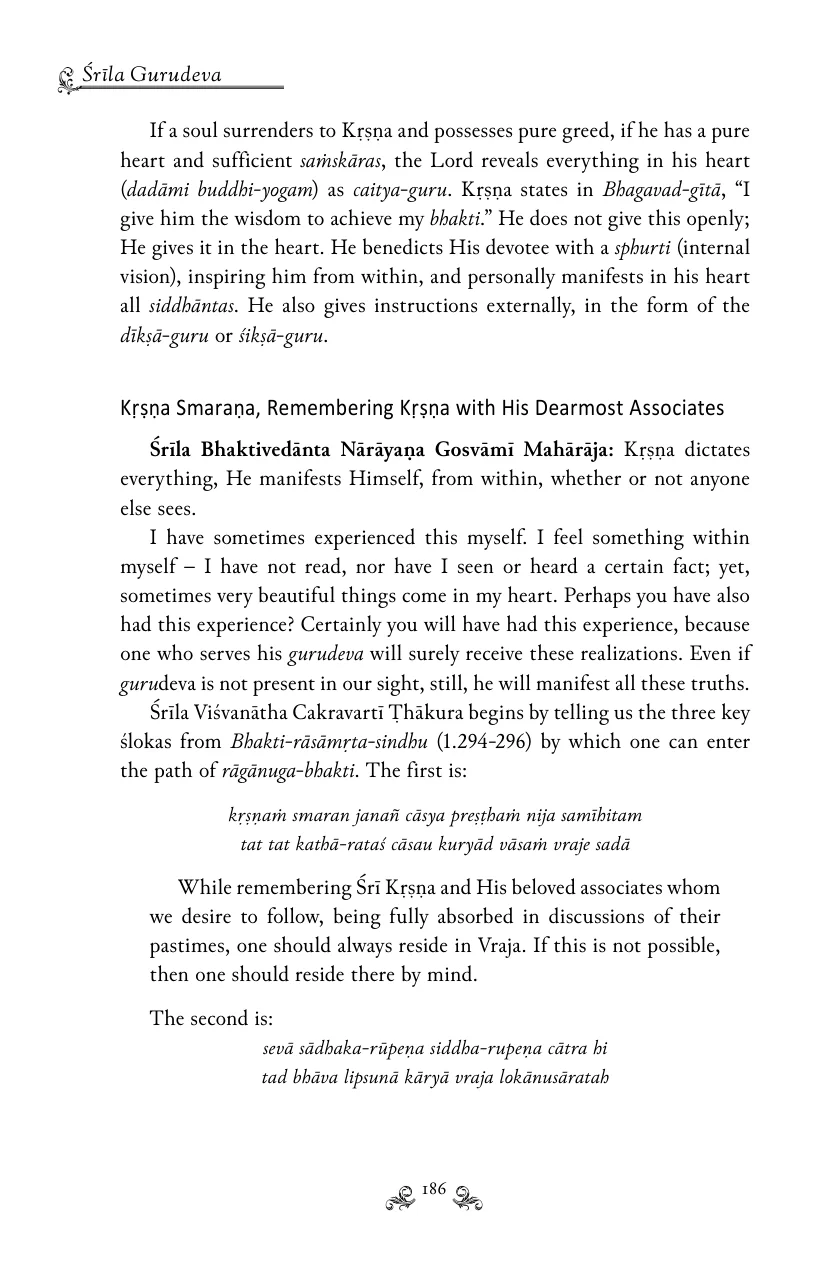 Śrīla Gurudeva
If a soul surrenders to Kṛṣṇa and possesses pure greed, if he has a pure
heart and sufficient saṁskāras, the Lord reveals everything in his heart
(dadāmi buddhi-yogam) as caitya-guru. Kṛṣṇa states in Bhagavad-gītā, “I
give him the wisdom to achieve my bhakti.” He does not give this openly;
He gives it in the heart. He benedicts His devotee with a sphurti (internal
vision), inspiring him from within, and personally manifests in his heart
all siddhāntas. He also gives instructions externally, in the form of the
dīkṣā-guru or śikṣā-guru.
Kṛṣṇa Smaraṇa, Remembering Kṛṣṇa with His Dearmost Associates
Śrīla Bhaktivedānta Nārāyaṇa Gosvāmī Mahārāja: Kṛṣṇa dictates
everything, He manifests Himself, from within, whether or not anyone
else sees.
I have sometimes experienced this myself. I feel something within
myself – I have not read, nor have I seen or heard a certain fact; yet,
sometimes very beautiful things come in my heart. Perhaps you have also
had this experience? Certainly you will have had this experience, because
one who serves his gurudeva will surely receive these realizations. Even if
gurudeva is not present in our sight, still, he will manifest all these truths.
Śrīla Viśvanātha Cakravartī Ṭhākura begins by telling us the three key
ślokas from Bhakti-rāsāmṛta-sindhu (1.294-296) by which one can enter
the path of rāgānuga-bhakti. The first is:
kṛṣṇaṁ smaran janañ cāsya preṣṭhaṁ nija samīhitam
tat tat kathā-rataś cāsau kuryād vāsaṁ vraje sadā
While remembering Śrī Kṛṣṇa and His beloved associates whom
we desire to follow, being fully absorbed in discussions of their
pastimes, one should always reside in Vraja. If this is not possible,
then one should reside there by mind.
The second is:
sevā sādhaka-rūpeṇa siddha-rupeṇa cātra hi
tad bhāva lipsunā kāryā vraja lokānusāratah
186